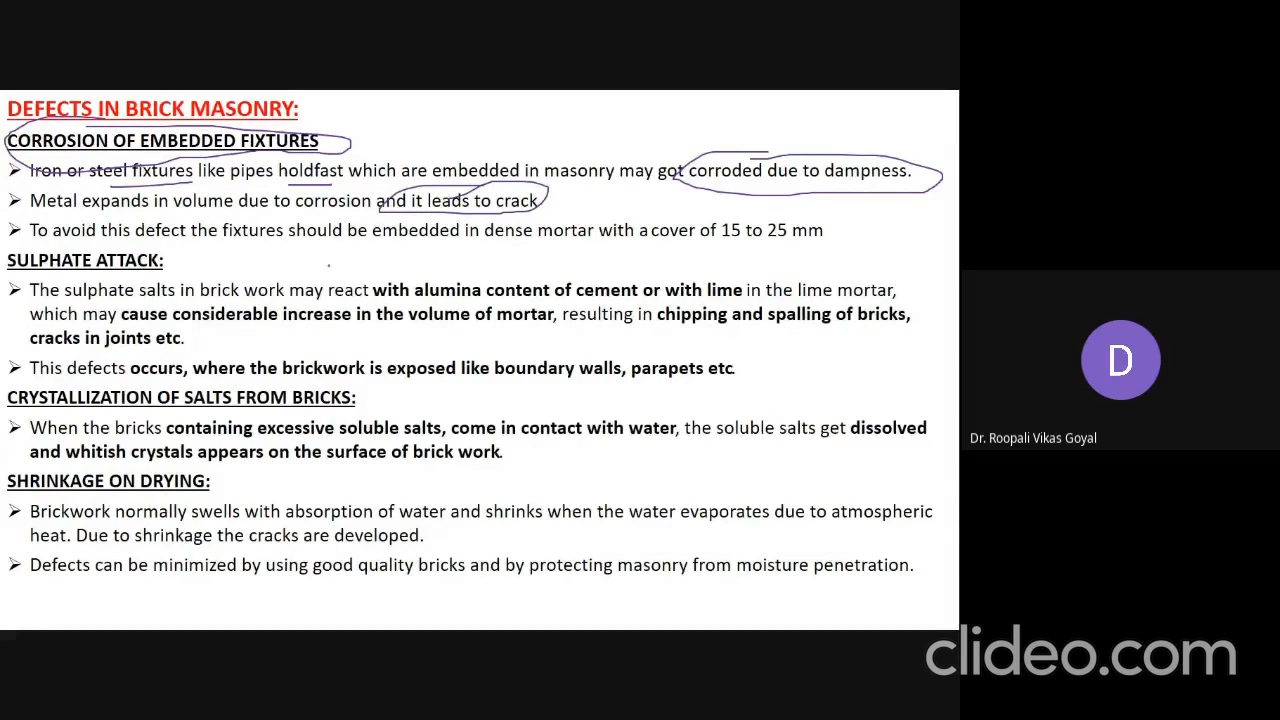 DEFECTS IN BRICK MASONRY:
CORROSION OF EMBEDDED FIXTURES
➢ Iron or steel fixtures like pipes holdfast which are embedded in masonry may got corroded due to dampness.
➢ Metal expands in volume due to corrosion and it leads to crack
➢ To avoid this defect the fixtures should be embedded in dense mortar with a cover of 15 to 25 mm
SULPHATE ATTACK:
➢ The sulphate salts in brick work may react with alumina content of cement or with lime in the lime mortar,
which may cause considerable increase in the volume of mortar, resulting in chipping and spalling of bricks,
cracks in joints etc.
➢ This defects occurs, where the brickwork is exposed like boundary walls, parapets etc.
CRYSTALLIZATION OF SALTS FROM BRICKS:
➢ When the bricks containing excessive soluble salts, come in contact with water, the soluble salts get dissolved
and whitish crystals appears on the surface of brick work.
SHRINKAGE ON DRYING:
➢ Brickwork normally swells with absorption of water and shrinks when the water evaporates due to atmospheric
heat. Due to shrinkage the cracks are developed.
➢ Defects can be minimized by using good quality bricks and by protecting masonry from moisture penetration.
D
Dr. Roopali Vikas Goyal
clideo.com